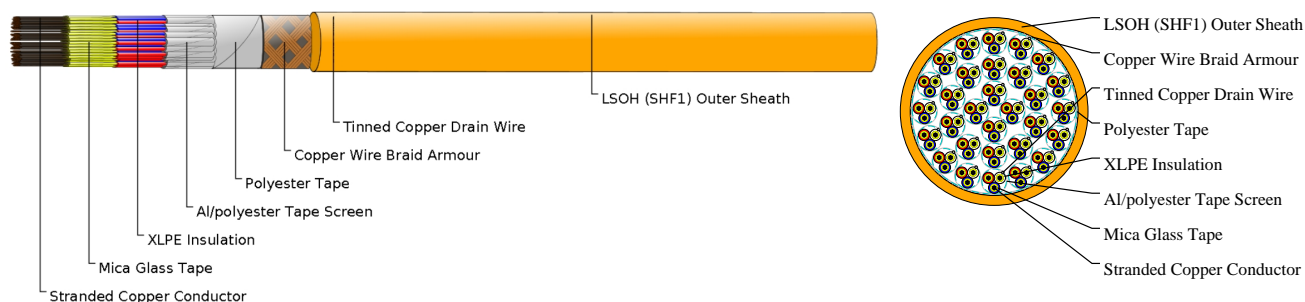 LSOH (SHF1) Outer Sheath
Tinned Copper Drain Wire
Copper Wire Braid Armour
Polyester Tape
Al/polyester Tape Screen
XLPE Insulation
Mica Glass Tape
Stranded Copper Conductor
LSOH (SHF1) Outer Sheath
Copper Wire Braid Armour
Tinned Copper Drain Wire
Polyester Tape
XLPE Insulation
Al/polyester Tape Screen
Mica Glass Tape
Stranded Copper Conductor